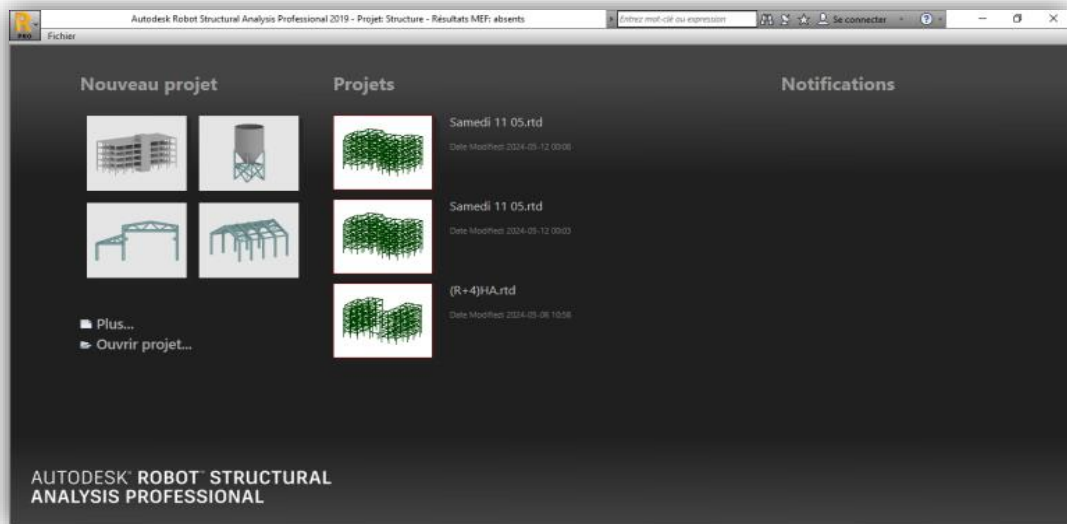 Autodesk Robot Structural Analysis Professional 2019 - Projet: Structure - Résultats MEF: absents
Entrez mot-clé ou expression
Se connecter
PRO
Fichier
Nouveau projet
Projets
Notifications
Samedi 11 05.rtd
Date Modified: 2024-05-12 00:06
Samedi 11 05.rtd
Date Modified: 2024-05-12 00:03
(R+4)HA.rtd
Date Modified: 2024-05-06 10:56
Plus...
Ouvrir projet...
AUTODESK® ROBOT™ STRUCTURAL
ANALYSIS PROFESSIONAL